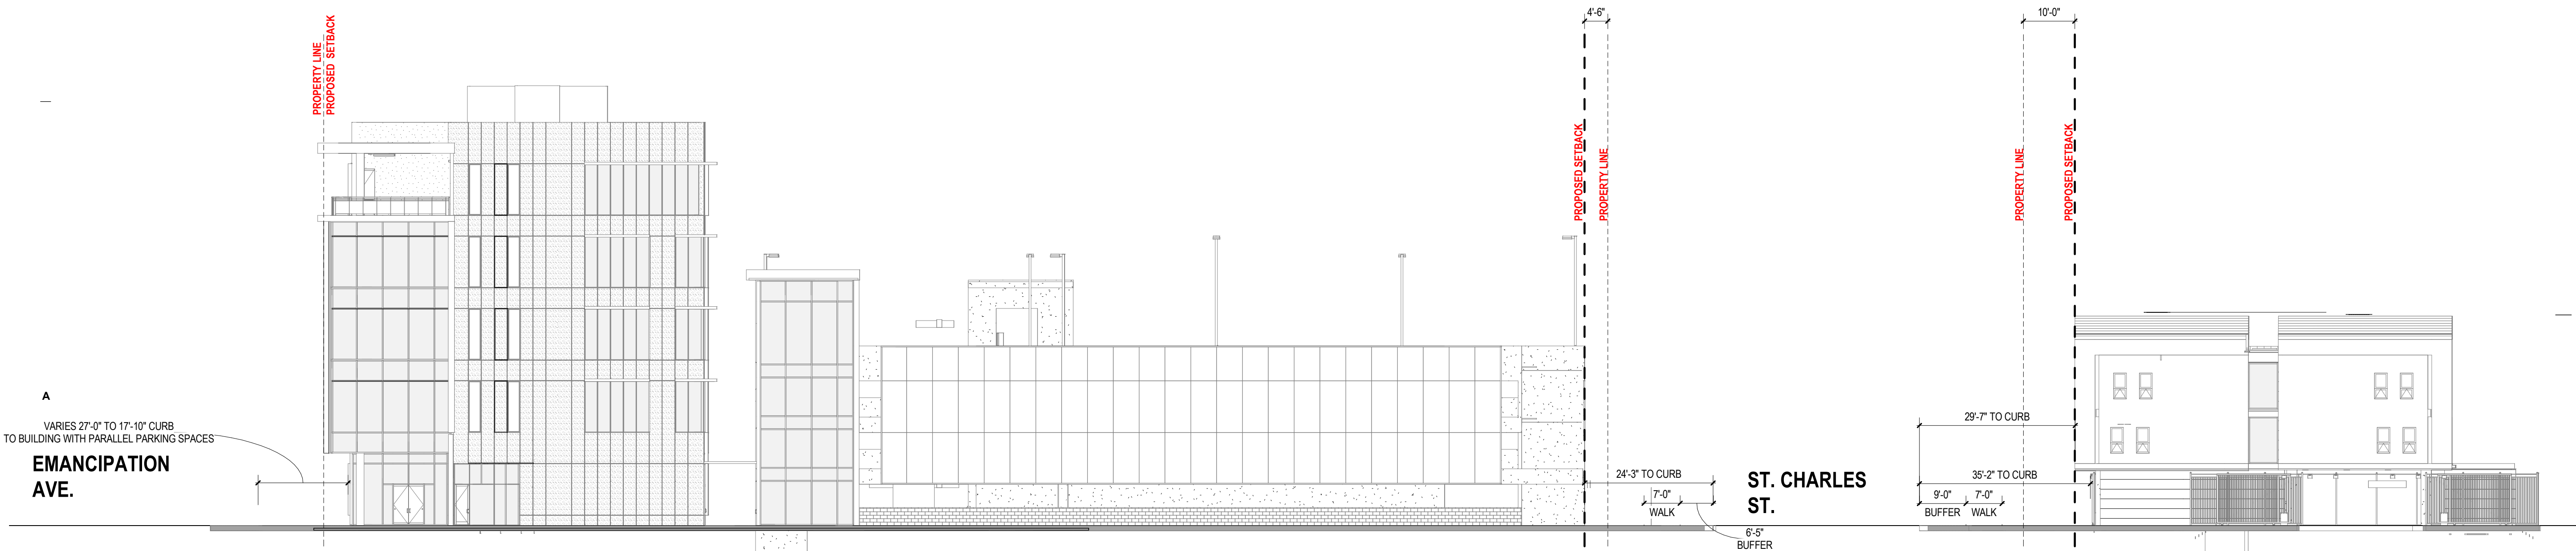 PROPERTY LINE
PROPOSED SETBACK
4'-6"
PROPOSED SETBACK
PROPERTY LINE
10'-0"
PROPERTY LINE
PROPOSED SETBACK
A
VARIES 27'-0" TO 17'-10" CURB
TO BUILDING WITH PARALLEL PARKING SPACES
EMANCIPATION
AVE.
24'-3" TO CURB
7'-0"
WALK
6'-5"
BUFFER
ST. CHARLES
ST.
29'-7" TO CURB
35'-2" TO CURB
9'-0"
BUFFER
7'-0"
WALK